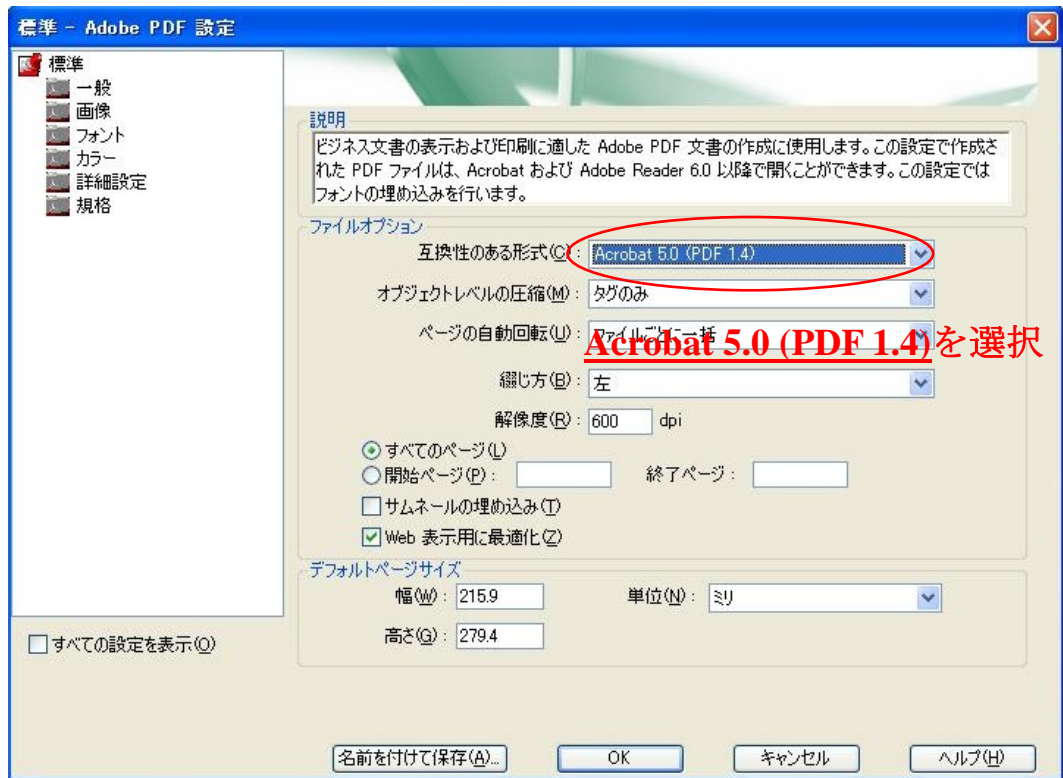 標準 - Adobe PDF 設定
標準
一般
画像
フォント
カラー
詳細設定
規格
すべての設定を表示(O)
説明
ビジネス文書の表示および印刷に適した Adobe PDF 文書の作成に使用します。この設定で作成さ
れた PDF ファイルは、Acrobat および Adobe Reader 6.0 以降で開くことができます。この設定では
フォントの埋め込みを行います。
ファイルオプション
互換性のある形式(C): Acrobat 5.0 (PDF 1.4)
オブジェクトレベルの圧縮(M): タグのみ
ページの自動回転(U): ファイルごとに一括
Acrobat 5.0 (PDF 1.4)を選択
綴じ方(B): 左
解像度(R): 600 dpi
すべてのページ(L)
開始ページ(P): 終了ページ:
サムネールの埋め込み(T)
Web 表示用に最適化(Z)
デフォルトページサイズ
幅(W): 215.9 単位(N): ミリ
高さ(G): 279.4
名前を付けて保存(A)... OK キャンセル ヘルプ(H)